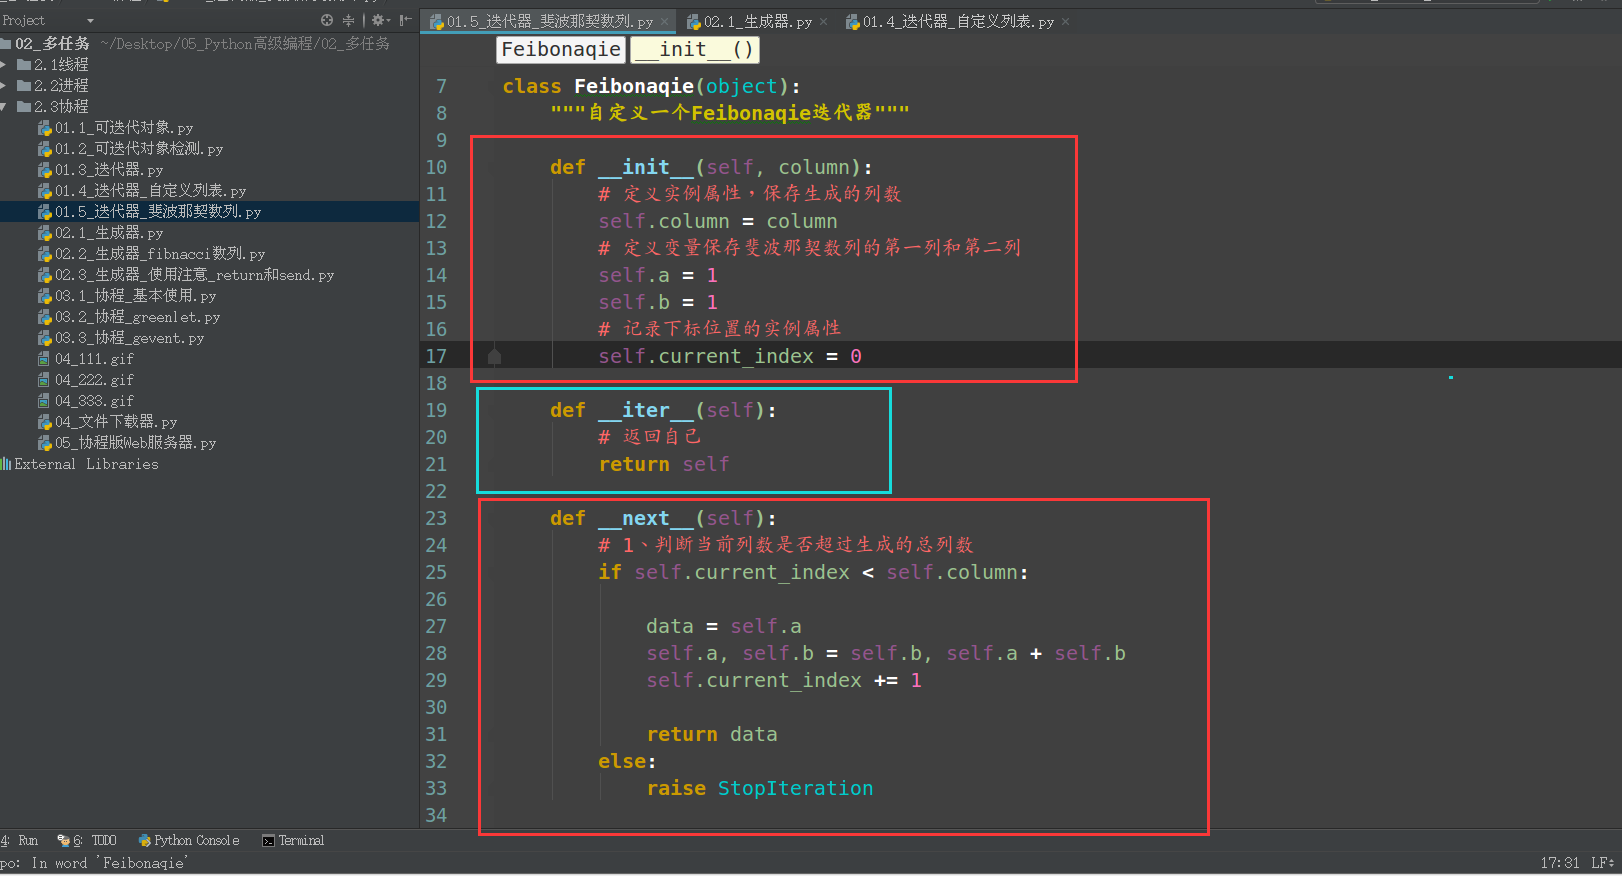 Project
01.5_迭代器_斐波那契数列.py
02.1_生成器.py
01.4_迭代器_自定义列表.py
02_多任务 ~/Desktop/05_Python高级编程/02_多任务
2.1线程
2.2进程
2.3协程
01.1_可迭代对象.py
01.2_可迭代对象检测.py
01.3_迭代器.py
01.4_迭代器_自定义列表.py
01.5_迭代器_斐波那契数列.py
02.1_生成器.py
02.2_生成器_fibnacci数列.py
02.3_生成器_使用注意_return和send.py
03.1_协程_基本使用.py
03.2_协程_greenlet.py
03.3_协程_gevent.py
04_111.gif
04_222.gif
04_333.gif
04_文件下载器.py
05_协程版Web服务器.py
External Libraries
Feibonaqie
__init__()
7 class Feibonaqie(object):
8 """自定义一个Feibonaqie迭代器"""
9
10 def __init__(self, column):
11 # 定义实例属性，保存生成的列数
12 self.column = column
13 # 定义变量保存斐波那契数列的第一列和第二列
14 self.a = 1
15 self.b = 1
16 # 记录下标位置的实例属性
17 self.current_index = 0
18
19 def __iter__(self):
20 # 返回自己
21 return self
22
23 def __next__(self):
24 # 1、判断当前列数是否超过生成的总列数
25 if self.current_index < self.column:
26
27 data = self.a
28 self.a, self.b = self.b, self.a + self.b
29 self.current_index += 1
30
31 return data
32 else:
33 raise StopIteration
34
4: Run
6: TODO
Python Console
Terminal
po: In word 'Feibonaqie'
17:31 LF